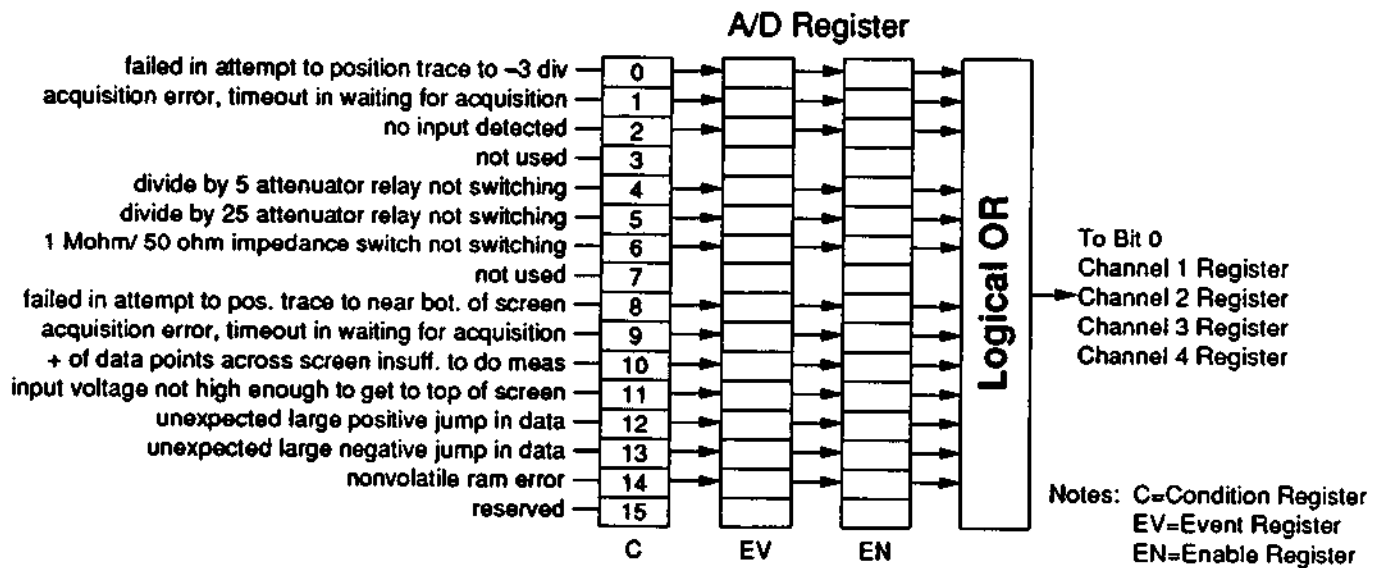 A/D Register
failed in attempt to position trace to –3 div 0
acquisition error, timeout in waiting for acquisition 1
no input detected 2
not used 3
divide by 5 attenuator relay not switching 4
divide by 25 attenuator relay not switching 5
1 Mohm/ 50 ohm impedance switch not switching 6
not used 7
failed in attempt to pos. trace to near bot. of screen 8
acquisition error, timeout in waiting for acquisition 9
+ of data points across screen insuff. to do meas 10
input voltage not high enough to get to top of screen 11
unexpected large positive jump in data 12
unexpected large negative jump in data 13
nonvolatile ram error 14
reserved 15
C EV EN
Logical OR
To Bit 0
Channel 1 Register
Channel 2 Register
Channel 3 Register
Channel 4 Register
Notes: C=Condition Register
EV=Event Register
EN=Enable Register